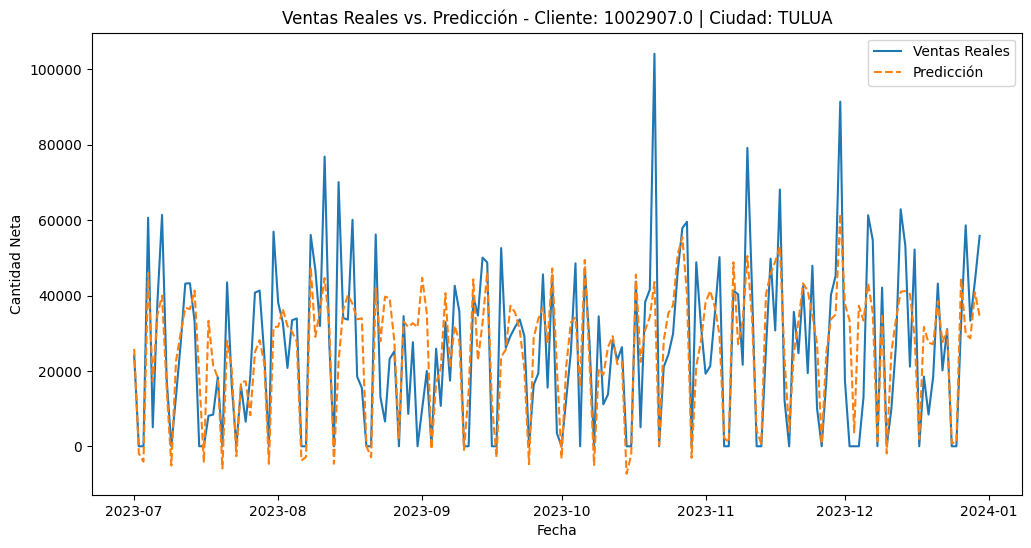 Ventas Reales vs. Predicción - Cliente: 1002907.0 | Ciudad: TULUA
Ventas Reales
Predicción
100000
80000
60000
40000
20000
0
Cantidad Neta
2023-07
2023-08
2023-09
2023-10
2023-11
2023-12
2024-01
Fecha